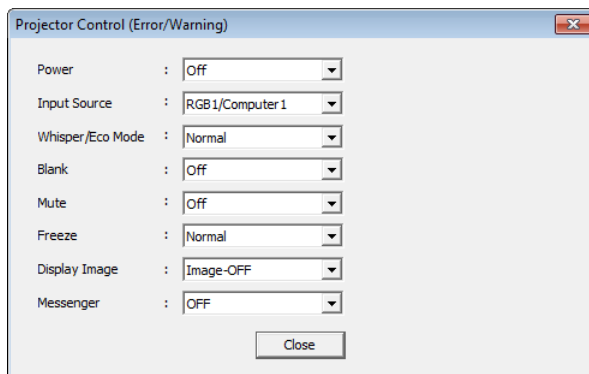 Projector Control (Error/Warning)
Power : Off
Input Source : RGB1/Computer1
Whisper/Eco Mode : Normal
Blank : Off
Mute : Off
Freeze : Normal
Display Image : Image-OFF
Messenger : OFF
Close